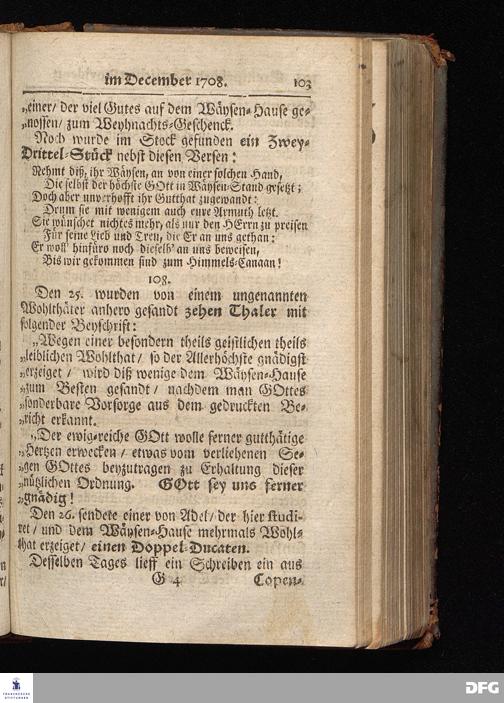 im December 1708. 103
„einer/ der viel Gutes auf dem Wäysen-Hause ge-
„nossen/ zum Weyhnachts-Geschenck.
Noch wurde im Stock gefunden ein Zwey-
Drittel-Stück nebst diesen Versen:
Nehmt diß, ihr Wäysen, an von einer solchen Hand,
Die selbst der höchste GOtt in Wäysen-Stand gesetzt;
Doch aber unverhofft ihr Gutthat zugewandt:
Drum sie mit wenigem auch eure Armuth letzt.
Sie wünschet nichtes mehr, als nur den HErrn zu preisen
Für seine Lieb und Treu, die Er an uns gethan:
Er woll' hinfüro noch dieselb' an uns beweisen,
Bis wir gekommen sind zum Himmels-Canaan!
108.
Den 25. wurden von einem ungenannten
Wohlthäter anhero gesandt zehen Thaler mit
folgender Beyschrift:
„Wegen einer besondern theils geistlichen theils
„leiblichen Wohlthat/ so der Allerhöchste gnädigst
„erzeiget/ wird diß wenige dem Wäysen-Hause
„zum Besten gesandt/ nachdem man GOttes
„sonderbare Vorsorge aus dem gedruckten Be-
„richt erkannt.
„Der ewig-reiche GOtt wolle ferner gutthätige
„Hertzen erwecken/ etwas vom verliehenen Se-
„gen GOttes beyzutragen zu Erhaltung dieser
„nützlichen Ordnung. GOtt sey uns ferner
„gnädig!
Den 26. sendete einer von Adel/ der hier studi-
ret/ und dem Wäysen-Hause mehrmals Wohl-
that erzeiget/ einen Doppel-Ducaten.
Desselben Tages lieff ein Schreiben ein aus
G 4 Copen-
FRANCKESCHE
STIFTUNGEN
DFG